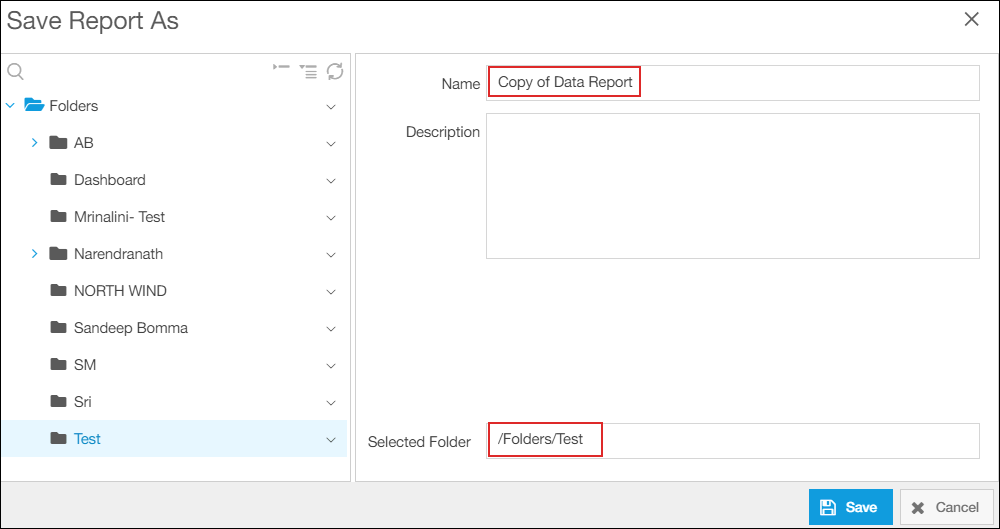 Save Report As
Folders
AB
Dashboard
Mrinalini- Test
Narendranath
NORTH WIND
Sandeep Bomma
SM
Sri
Test
Name
Copy of Data Report
Description
Selected Folder
/Folders/Test
Save
Cancel